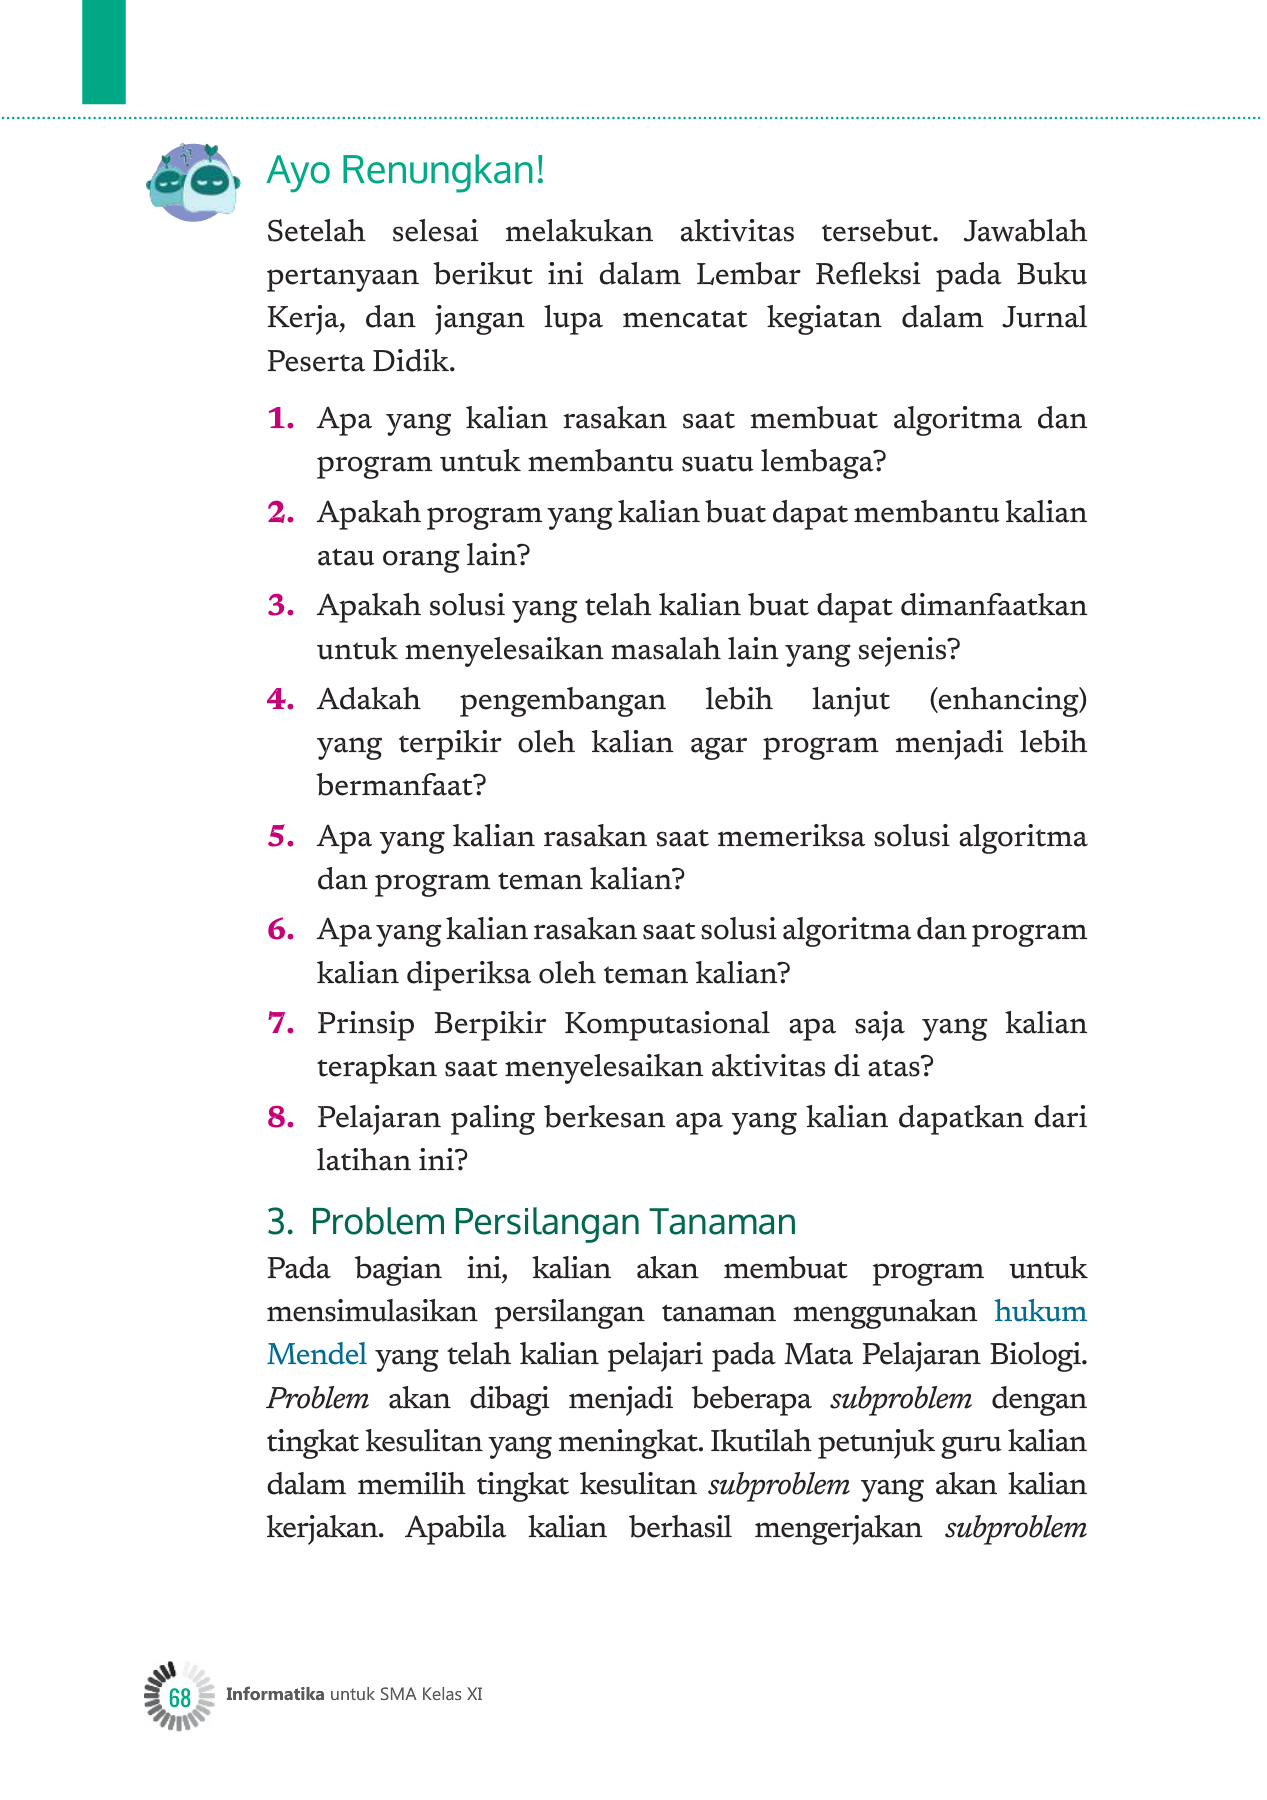 Ayo Renungkan!
Setelah selesai melakukan aktivitas tersebut. Jawablah
pertanyaan berikut ini dalam Lembar Refleksi pada Buku
Kerja, dan jangan lupa mencatat kegiatan dalam Jurnal
Peserta Didik.
1. Apa yang kalian rasakan saat membuat algoritma dan
program untuk membantu suatu lembaga?
2. Apakah program yang kalian buat dapat membantu kalian
atau orang lain?
3. Apakah solusi yang telah kalian buat dapat dimanfaatkan
untuk menyelesaikan masalah lain yang sejenis?
4. Adakah pengembangan lebih lanjut (enhancing)
yang terpikir oleh kalian agar program menjadi lebih
bermanfaat?
5. Apa yang kalian rasakan saat memeriksa solusi algoritma
dan program teman kalian?
6. Apa yang kalian rasakan saat solusi algoritma dan program
kalian diperiksa oleh teman kalian?
7. Prinsip Berpikir Komputasional apa saja yang kalian
terapkan saat menyelesaikan aktivitas di atas?
8. Pelajaran paling berkesan apa yang kalian dapatkan dari
latihan ini?
3. Problem Persilangan Tanaman
Pada bagian ini, kalian akan membuat program untuk
mensimulasikan persilangan tanaman menggunakan hukum
Mendel yang telah kalian pelajari pada Mata Pelajaran Biologi.
Problem akan dibagi menjadi beberapa subproblem dengan
tingkat kesulitan yang meningkat. Ikutilah petunjuk guru kalian
dalam memilih tingkat kesulitan subproblem yang akan kalian
kerjakan. Apabila kalian berhasil mengerjakan subproblem
68 Informatika untuk SMA Kelas XI